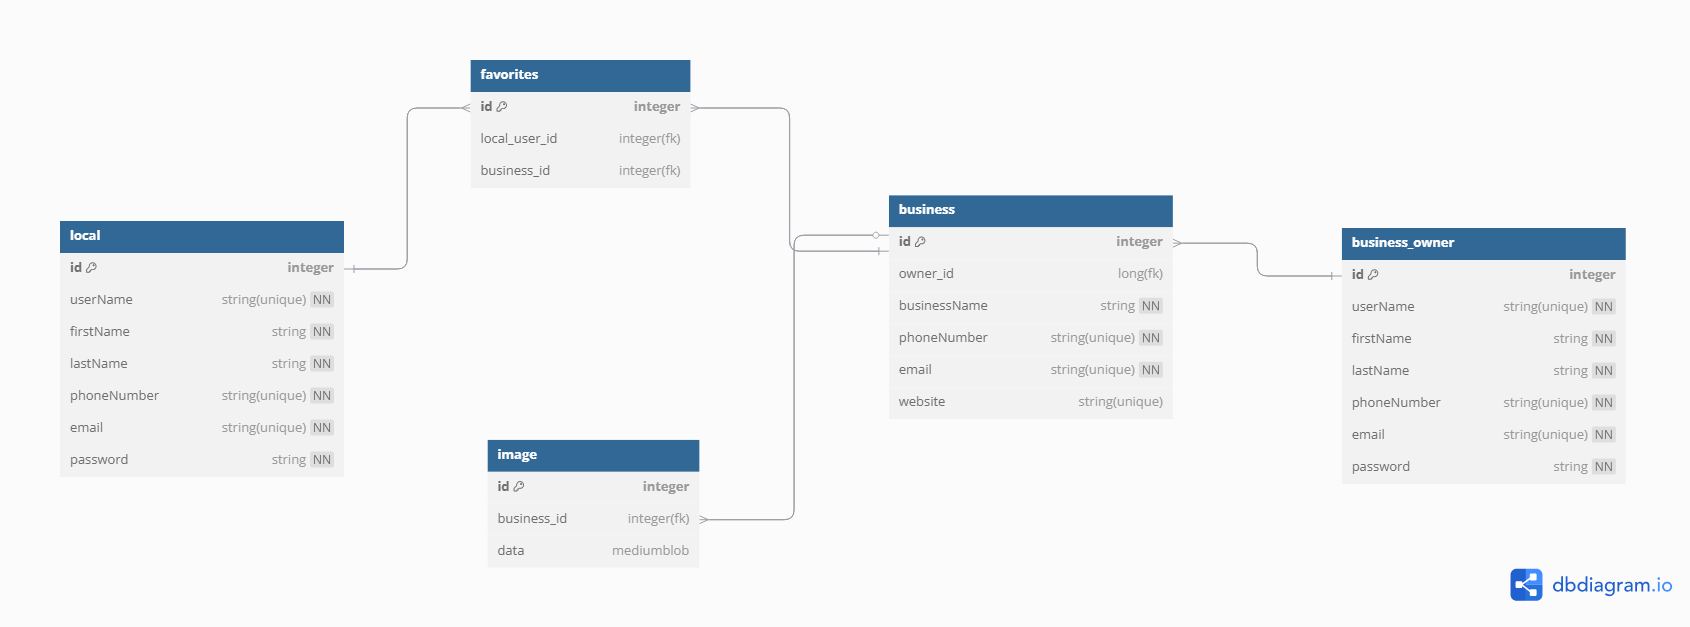 favorites
id integer
local_user_id integer(fk)
business_id integer(fk)
local
id integer
userName string(unique) NN
firstName string NN
lastName string NN
phoneNumber string(unique) NN
email string(unique) NN
password string NN
image
id integer
business_id integer(fk)
data mediumblob
business
id integer
owner_id long(fk)
businessName string NN
phoneNumber string(unique) NN
email string(unique) NN
website string(unique)
business_owner
id integer
userName string(unique) NN
firstName string NN
lastName string NN
phoneNumber string(unique) NN
email string(unique) NN
password string NN
dbdiagram.io